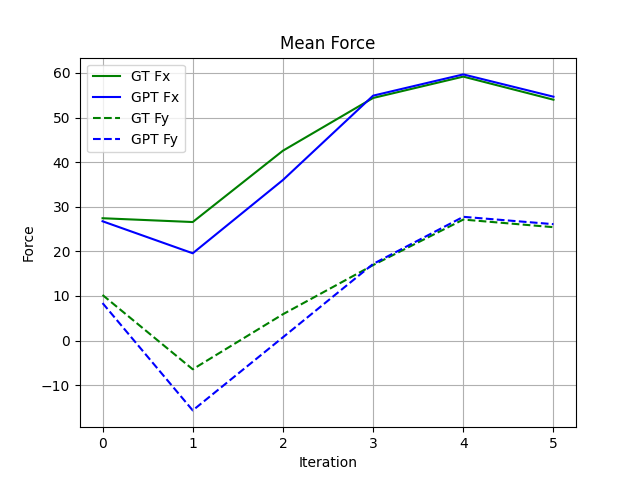 Mean Force
GT Fx
GPT Fx
GT Fy
GPT Fy
Force
60
50
40
30
20
10
0
−10
0 1 2 3 4 5
Iteration